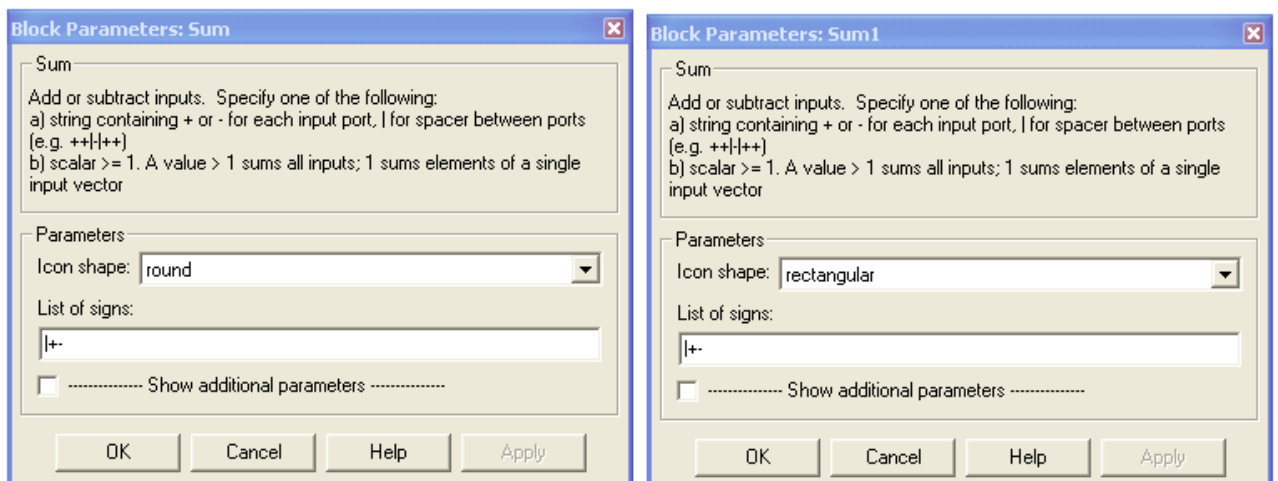 Block Parameters: Sum
Sum
Add or subtract inputs. Specify one of the following:
a) string containing + or - for each input port, | for spacer between ports
(e.g. ++|-|++)
b) scalar >= 1. A value > 1 sums all inputs; 1 sums elements of a single
input vector
Parameters
Icon shape: round
List of signs:
|+-
--------------- Show additional parameters ---------------
OK Cancel Help Apply
Block Parameters: Sum1
Sum
Add or subtract inputs. Specify one of the following:
a) string containing + or - for each input port, | for spacer between ports
(e.g. ++|-|++)
b) scalar >= 1. A value > 1 sums all inputs; 1 sums elements of a single
input vector
Parameters
Icon shape: rectangular
List of signs:
|+-
--------------- Show additional parameters ---------------
OK Cancel Help Apply